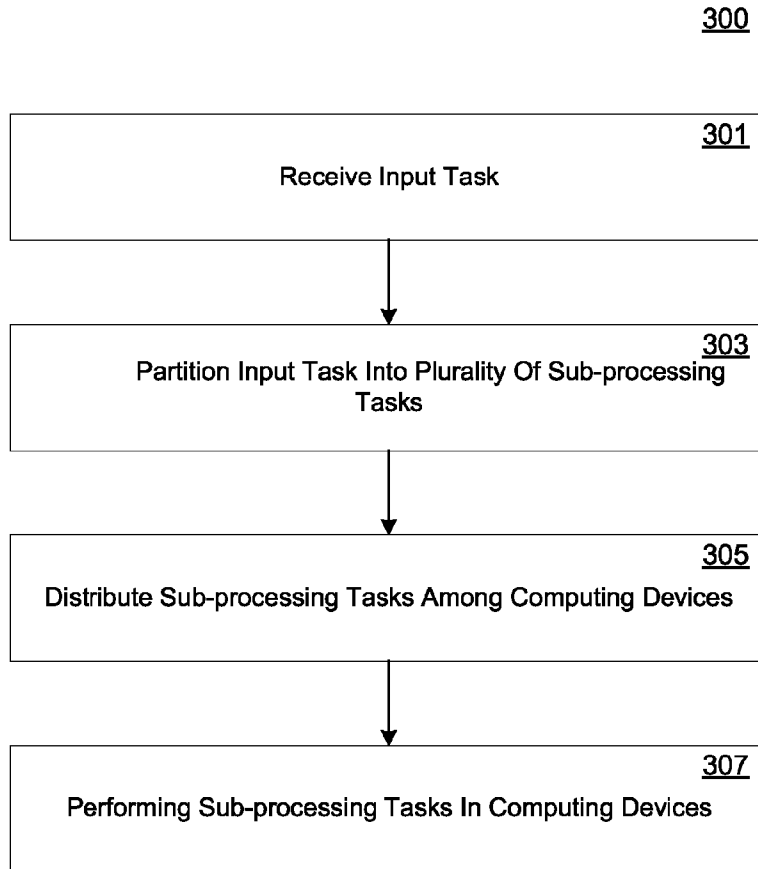 300
301
Receive Input Task
303
Partition Input Task Into Plurality Of Sub-processing
Tasks
305
Distribute Sub-processing Tasks Among Computing Devices
307
Performing Sub-processing Tasks In Computing Devices